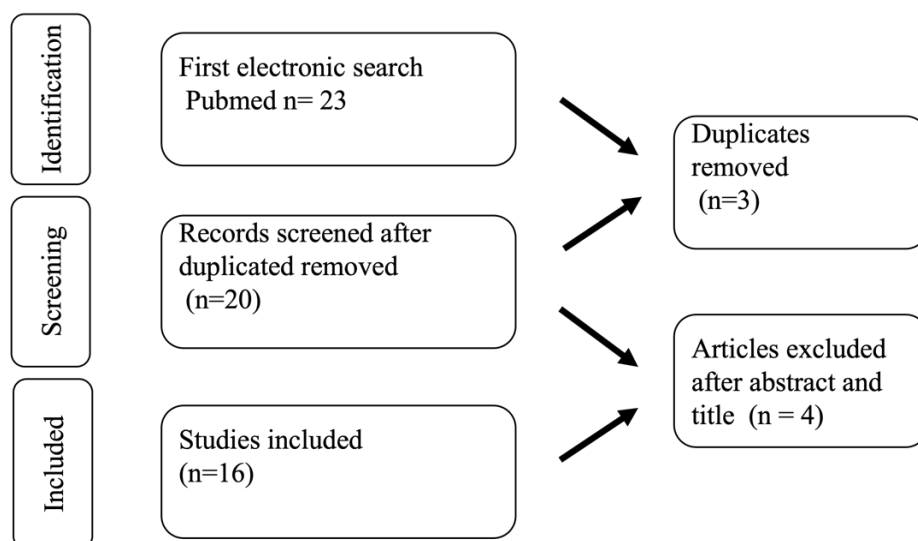 Identification
First electronic search
Pubmed n= 23
Duplicates
removed
(n=3)
Screening
Records screened after
duplicated removed
(n=20)
Articles excluded
after abstract and
title (n = 4)
Included
Studies included
(n=16)